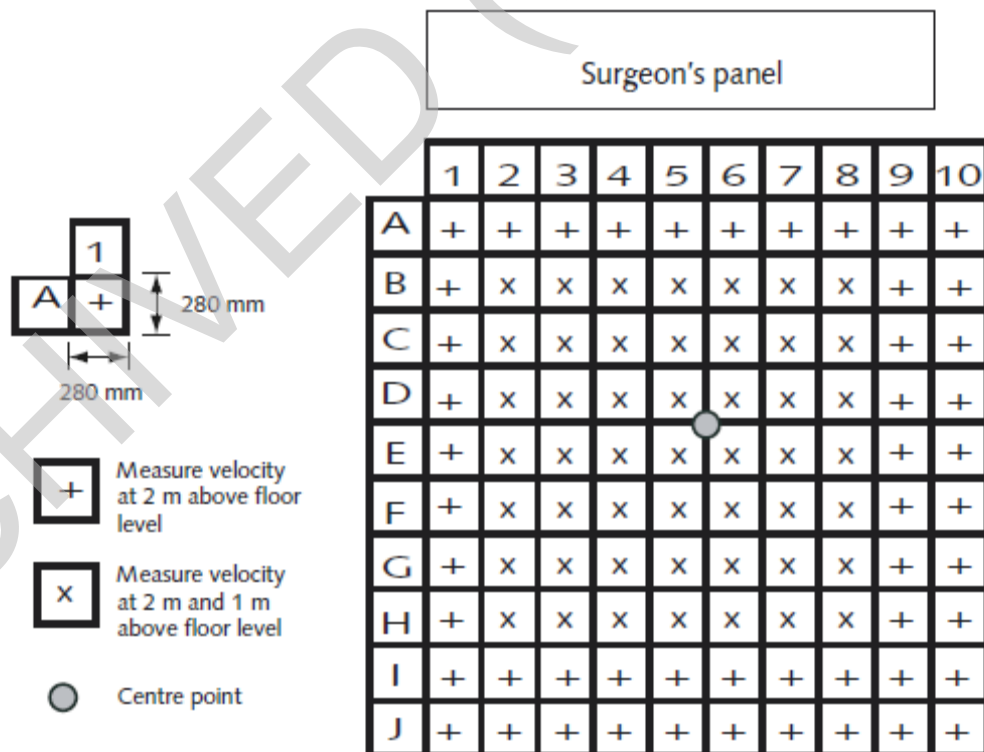 Surgeon's panel
1 2 3 4 5 6 7 8 9 10
A + + + + + + + + + +
B + x x x x x x x + +
C + x x x x x x x + +
D + x x x x x x x + +
E + x x x x x x x + +
F + x x x x x x x + +
G + x x x x x x x + +
H + x x x x x x x + +
I + + + + + + + + + +
J + + + + + + + + + +
1
A +
280 mm
280 mm
+
Measure velocity
at 2 m above floor
level
x
Measure velocity
at 2 m and 1 m
above floor level
Centre point